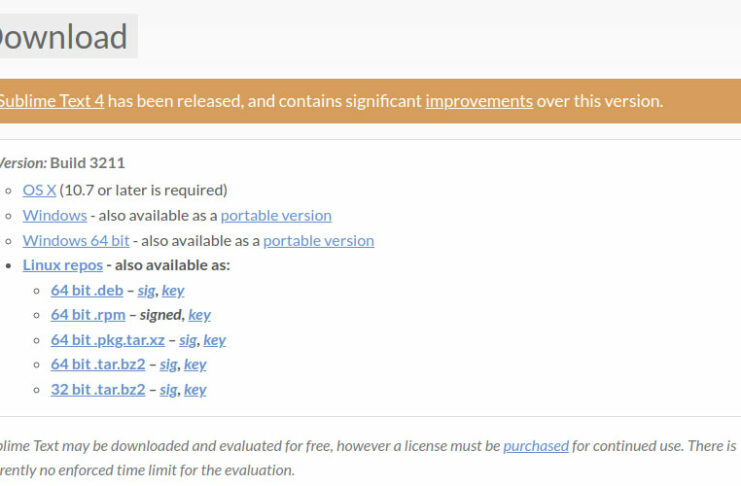 Download
Sublime Text 4 has been released, and contains significant improvements over this version.
Version: Build 3211
OS X (10.7 or later is required)
Windows - also available as a portable version
Windows 64 bit - also available as a portable version
Linux repos - also available as:
64 bit .deb – sig, key
64 bit .rpm – signed, key
64 bit .pkg.tar.xz – sig, key
64 bit .tar.bz2 – sig, key
32 bit .tar.bz2 – sig, key
blime Text may be downloaded and evaluated for free, however a license must be purchased for continued use. There is
rently no enforced time limit for the evaluation.